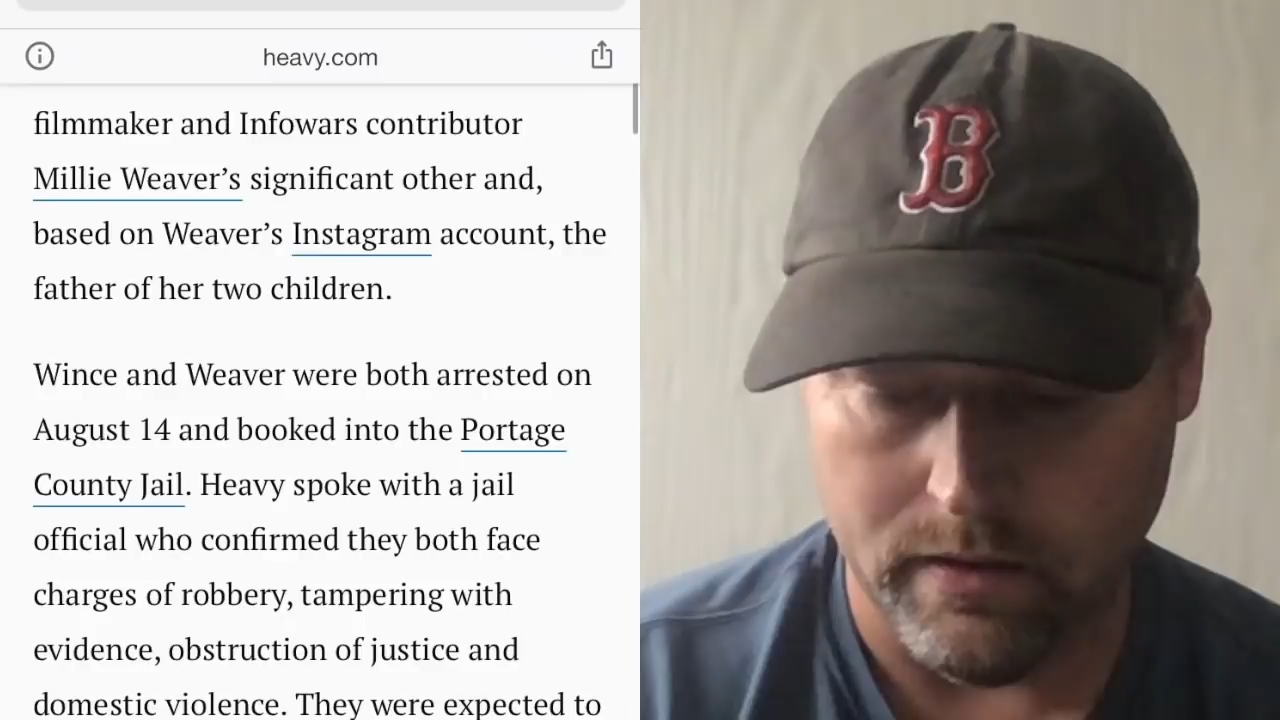 heavy.com
filmmaker and Infowars contributor
Millie Weaver’s significant other and,
based on Weaver’s Instagram account, the
father of her two children.
Wince and Weaver were both arrested on
August 14 and booked into the Portage
County Jail. Heavy spoke with a jail
official who confirmed they both face
charges of robbery, tampering with
evidence, obstruction of justice and
domestic violence. They were expected to
B